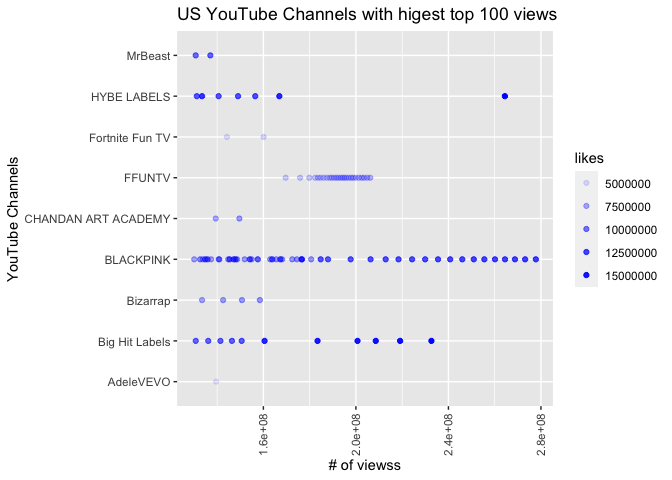 US YouTube Channels with higest top 100 views
YouTube Channels
MrBeast
HYBE LABELS
Fortnite Fun TV
FFUNTV
CHANDAN ART ACADEMY
BLACKPINK
Bizarrap
Big Hit Labels
AdeleVEVO
1.6e+08
2.0e+08
2.4e+08
2.8e+08
# of viewss
likes
5000000
7500000
10000000
12500000
15000000